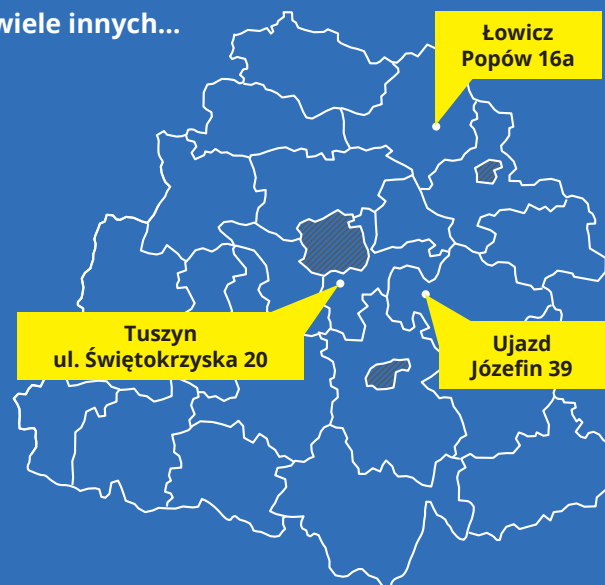 wiele innych...
Łowicz
Popów 16a
Tuszyn
ul. Świętokrzyska 20
Ujazd
Józefin 39